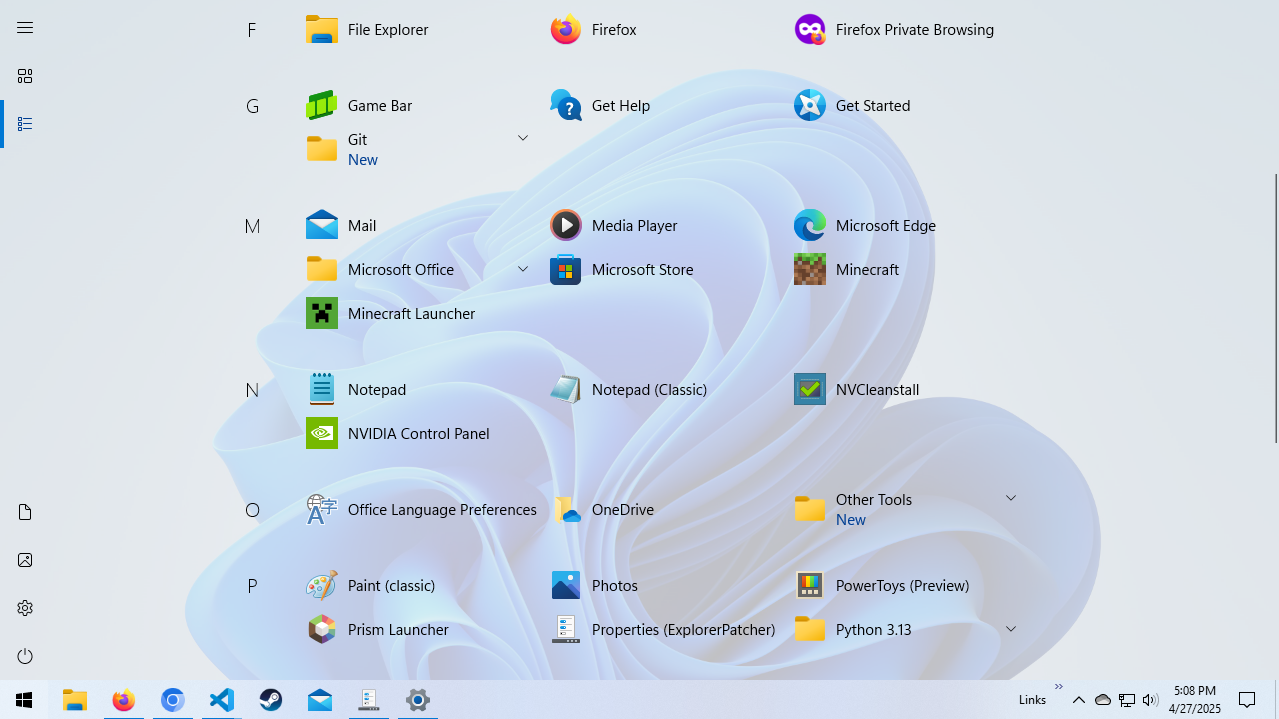 F
File Explorer
Firefox
Firefox Private Browsing
G
Game Bar
Get Help
Get Started
Git
New
M
Mail
Media Player
Microsoft Edge
Microsoft Office
Microsoft Store
Minecraft
Minecraft Launcher
N
Notepad
Notepad (Classic)
NVCleanstall
NVIDIA Control Panel
O
Office Language Preferences
OneDrive
Other Tools
New
P
Paint (classic)
Photos
PowerToys (Preview)
Prism Launcher
Properties (ExplorerPatcher)
Python 3.13
Links
5:08 PM
4/27/2025